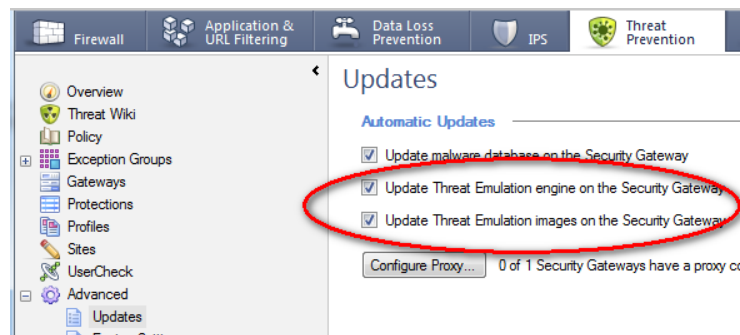 Firewall
Application &
URL Filtering
Data Loss
Prevention
IPS
Threat
Prevention
Overview
Threat Wiki
Policy
Exception Groups
Gateways
Protections
Profiles
Sites
UserCheck
Advanced
Updates
Updates
Automatic Updates
Update malware database on the Security Gateway
Update Threat Emulation engine on the Security Gateway
Update Threat Emulation images on the Security Gateway
Configure Proxy... 0 of 1 Security Gateways have a proxy co